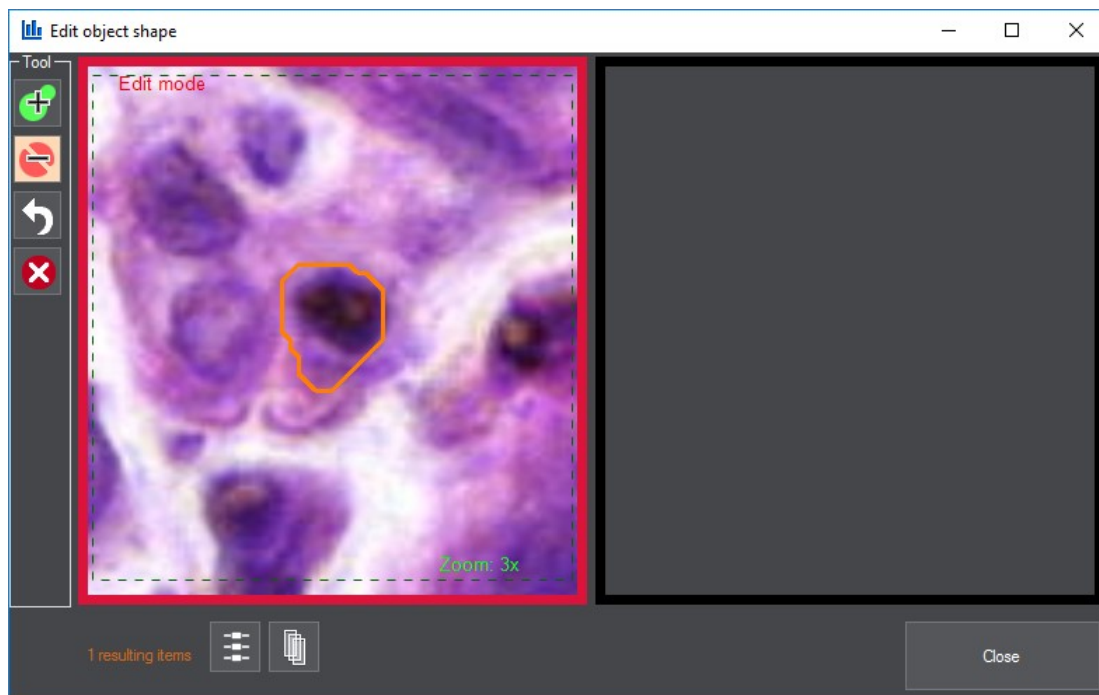 Edit object shape
Tool
Edit mode
Zoom: 3x
1 resulting items
Close